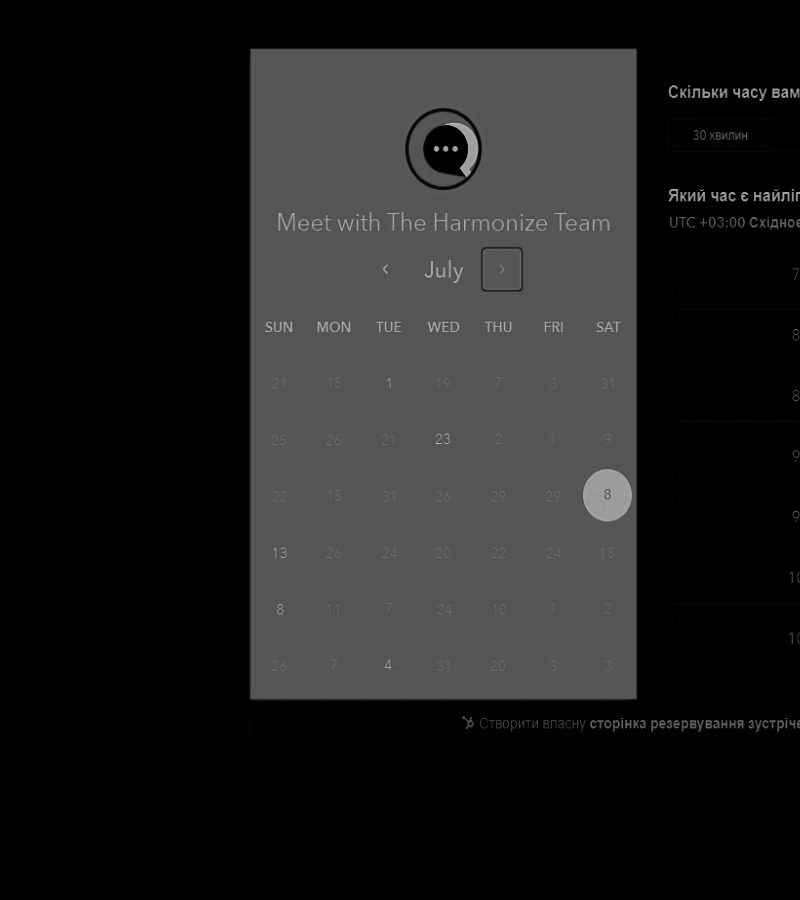 Meet with The Harmonize Team
July
SUN MON TUE WED THU FRI SAT
21 15 1 19 7 3 31
25 26 21 23 2 1 9
22 15 31 26 29 29 8
13 26 24 20 22 24 18
8 11 7 24 10 1 2
26 7 4 31 20 3 3
Скільки часу вам
30 хвилин
Який час є найліп
UTC +03:00 Східноє
7
8
8
9
9
10
10
Створити власну сторінка резервування зустріче